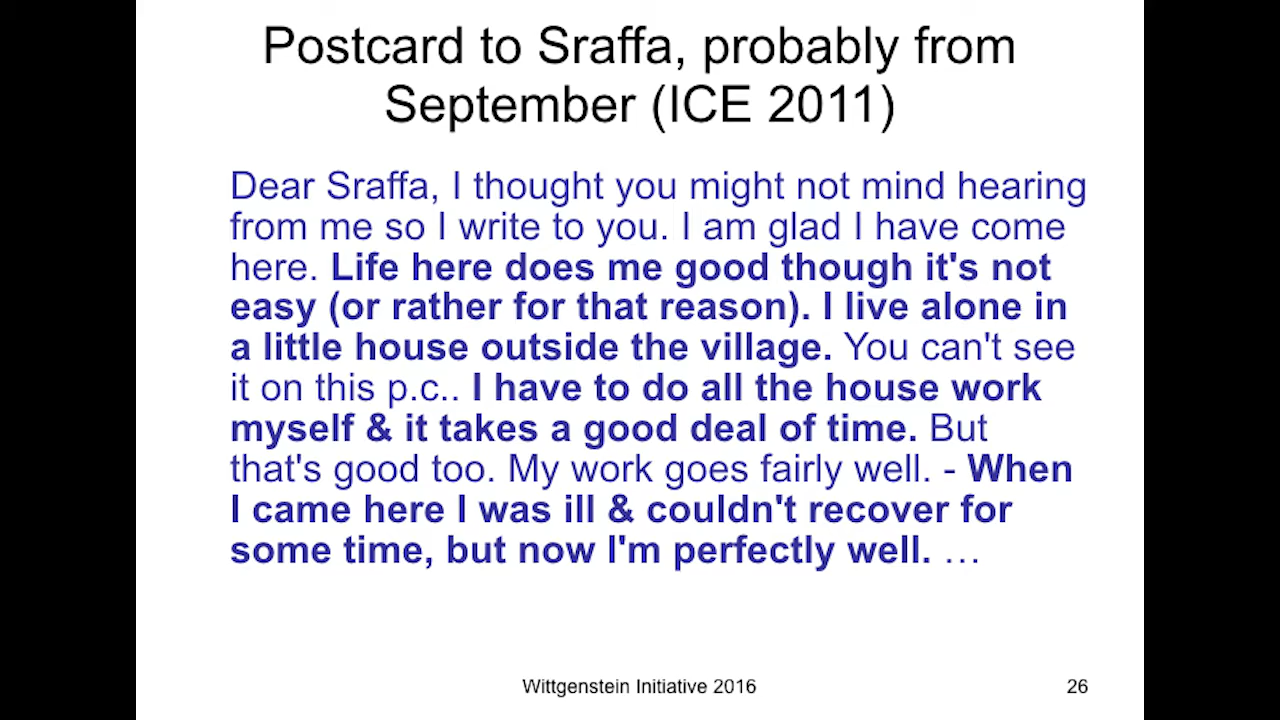 Postcard to Sraffa, probably from
September (ICE 2011)
Dear Sraffa, I thought you might not mind hearing
from me so I write to you. I am glad I have come
here. Life here does me good though it's not
easy (or rather for that reason). I live alone in
a little house outside the village. You can't see
it on this p.c.. I have to do all the house work
myself & it takes a good deal of time. But
that's good too. My work goes fairly well. - When
I came here I was ill & couldn't recover for
some time, but now I'm perfectly well. …
Wittgenstein Initiative 2016
26